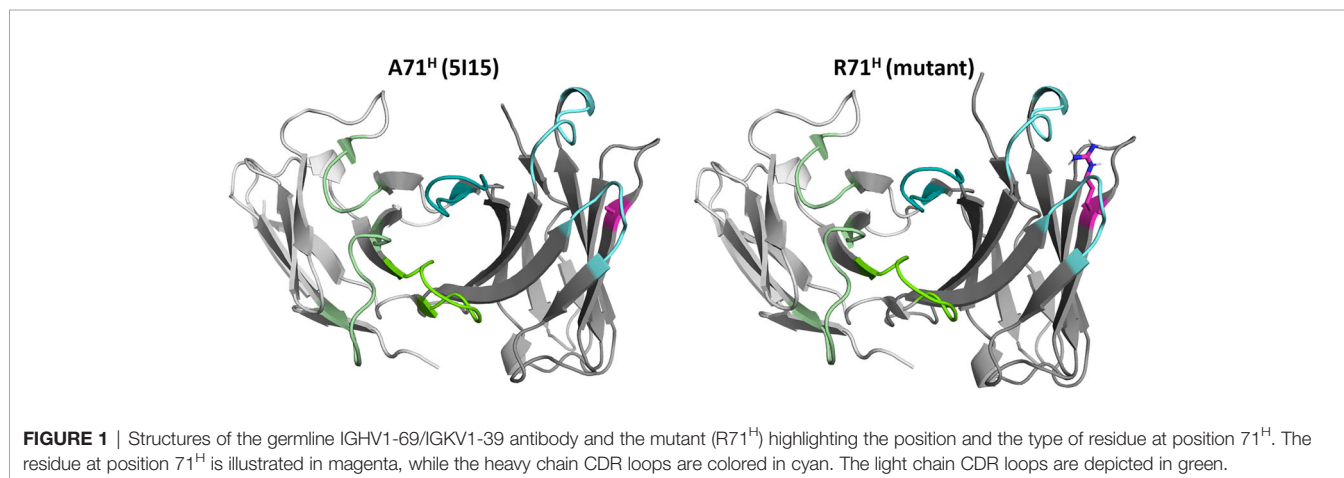 A71ᴴ (5I15)
R71ᴴ (mutant)
FIGURE 1 | Structures of the germline IGHV1-69/IGKV1-39 antibody and the mutant (R71ᴴ) highlighting the position and the type of residue at position 71ᴴ. The
residue at position 71ᴴ is illustrated in magenta, while the heavy chain CDR loops are colored in cyan. The light chain CDR loops are depicted in green.